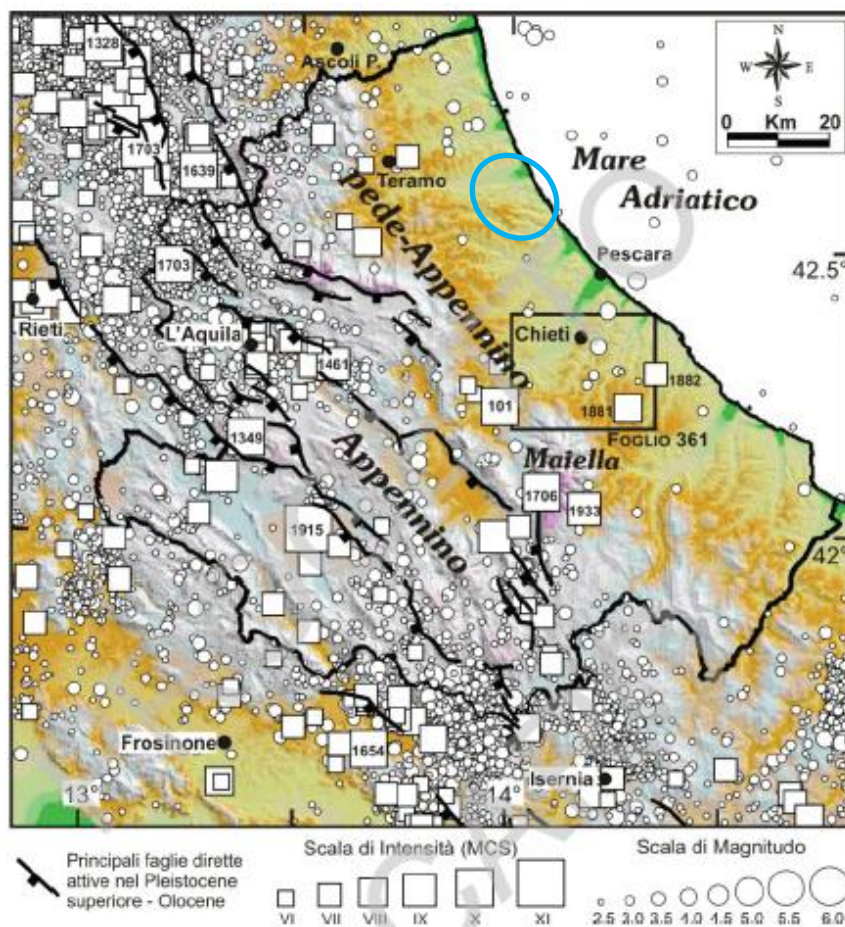 1328
Ascoli P.
N
W E
S
0 Km 20
1703
1639
Teramo
Mare
Adriatico
pede-Appennino
1703
Pescara
42.5°
Rieti
L'Aquila
Chieti
1461
1882
101
1881
FOGLIO 361
1349
Appennino
Maiella
1706
1933
1915
42°
Frosinone
1654
Isernia
13°
14°
Principali faglie dirette
attive nel Pleistocene
superiore - Olocene
Scala di Intensità (MCS)
VI VII VIII IX X XI
Scala di Magnitudo
2.5 3.0 3.5 4.0 4.5 5.0 5.5 6.0